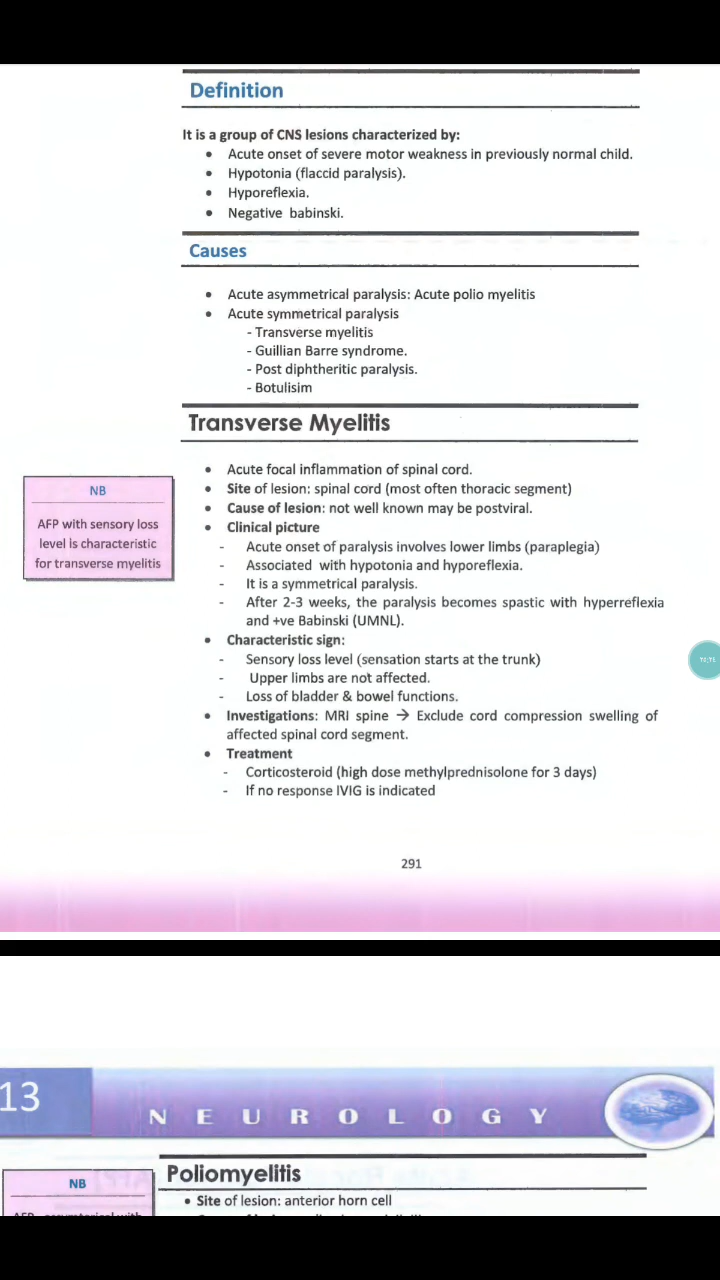 Definition
It is a group of CNS lesions characterized by:
• Acute onset of severe motor weakness in previously normal child.
• Hypotonia (flaccid paralysis).
• Hyporeflexia.
• Negative babinski.
Causes
• Acute asymmetrical paralysis: Acute polio myelitis
• Acute symmetrical paralysis
- Transverse myelitis
- Guillian Barre syndrome.
- Post diphtheritic paralysis.
- Botulisim
Transverse Myelitis
• Acute focal inflammation of spinal cord.
• Site of lesion: spinal cord (most often thoracic segment)
• Cause of lesion: not well known may be postviral.
• Clinical picture
- Acute onset of paralysis involves lower limbs (paraplegia)
- Associated with hypotonia and hyporeflexia.
- It is a symmetrical paralysis.
- After 2-3 weeks, the paralysis becomes spastic with hyperreflexia
and +ve Babinski (UMNL).
• Characteristic sign:
- Sensory loss level (sensation starts at the trunk)
- Upper limbs are not affected.
- Loss of bladder & bowel functions.
• Investigations: MRI spine → Exclude cord compression swelling of
affected spinal cord segment.
• Treatment
- Corticosteroid (high dose methylprednisolone for 3 days)
- If no response IVIG is indicated
NB
AFP with sensory loss
level is characteristic
for transverse myelitis
291
13
NEUROLOGY
Poliomyelitis
• Site of lesion: anterior horn cell
NB